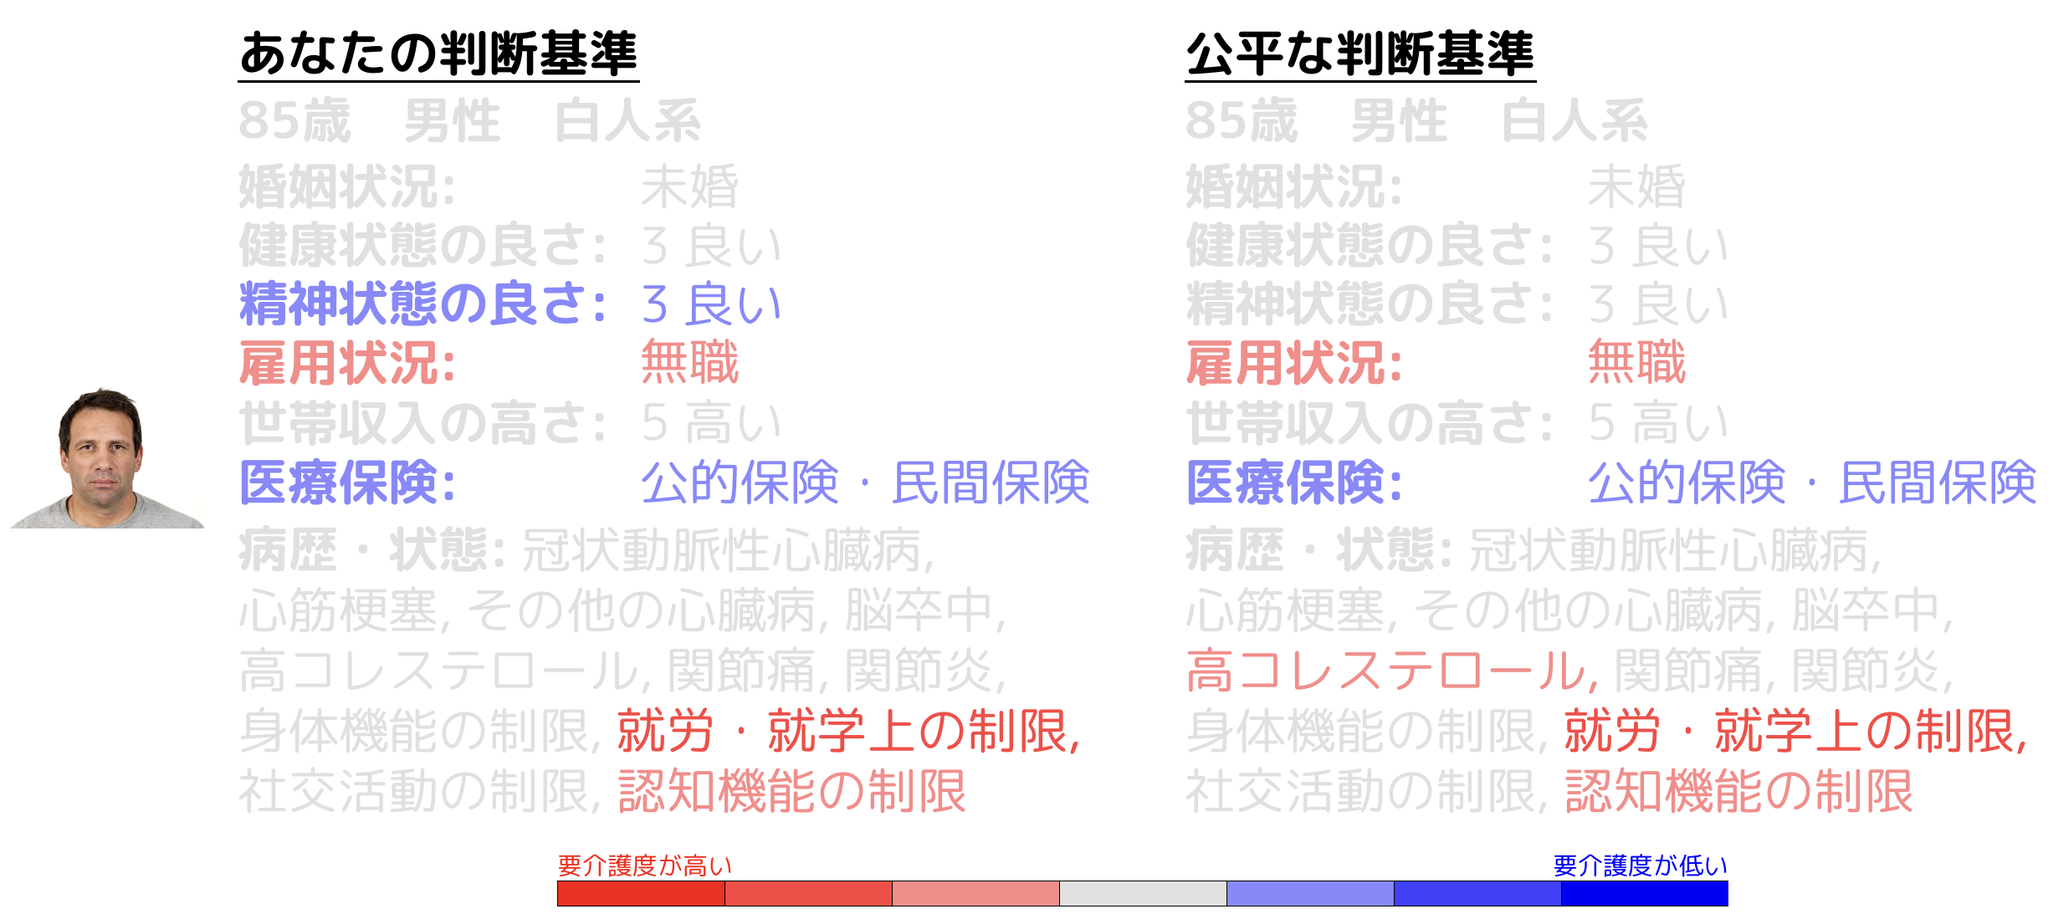 あなたの判断基準
85歳 男性 白人系
婚姻状況: 未婚
健康状態の良さ: 3 良い
精神状態の良さ: 3 良い
雇用状況: 無職
世帯収入の高さ: 5 高い
医療保険: 公的保険・民間保険
病歴・状態: 冠状動脈性心臓病,
心筋梗塞, その他の心臓病, 脳卒中,
高コレステロール, 関節痛, 関節炎,
身体機能の制限, 就労・就学上の制限,
社交活動の制限, 認知機能の制限
公平な判断基準
85歳 男性 白人系
婚姻状況: 未婚
健康状態の良さ: 3 良い
精神状態の良さ: 3 良い
雇用状況: 無職
世帯収入の高さ: 5 高い
医療保険: 公的保険・民間保険
病歴・状態: 冠状動脈性心臓病,
心筋梗塞, その他の心臓病, 脳卒中,
高コレステロール, 関節痛, 関節炎,
身体機能の制限, 就労・就学上の制限,
社交活動の制限, 認知機能の制限
要介護度が高い
要介護度が低い